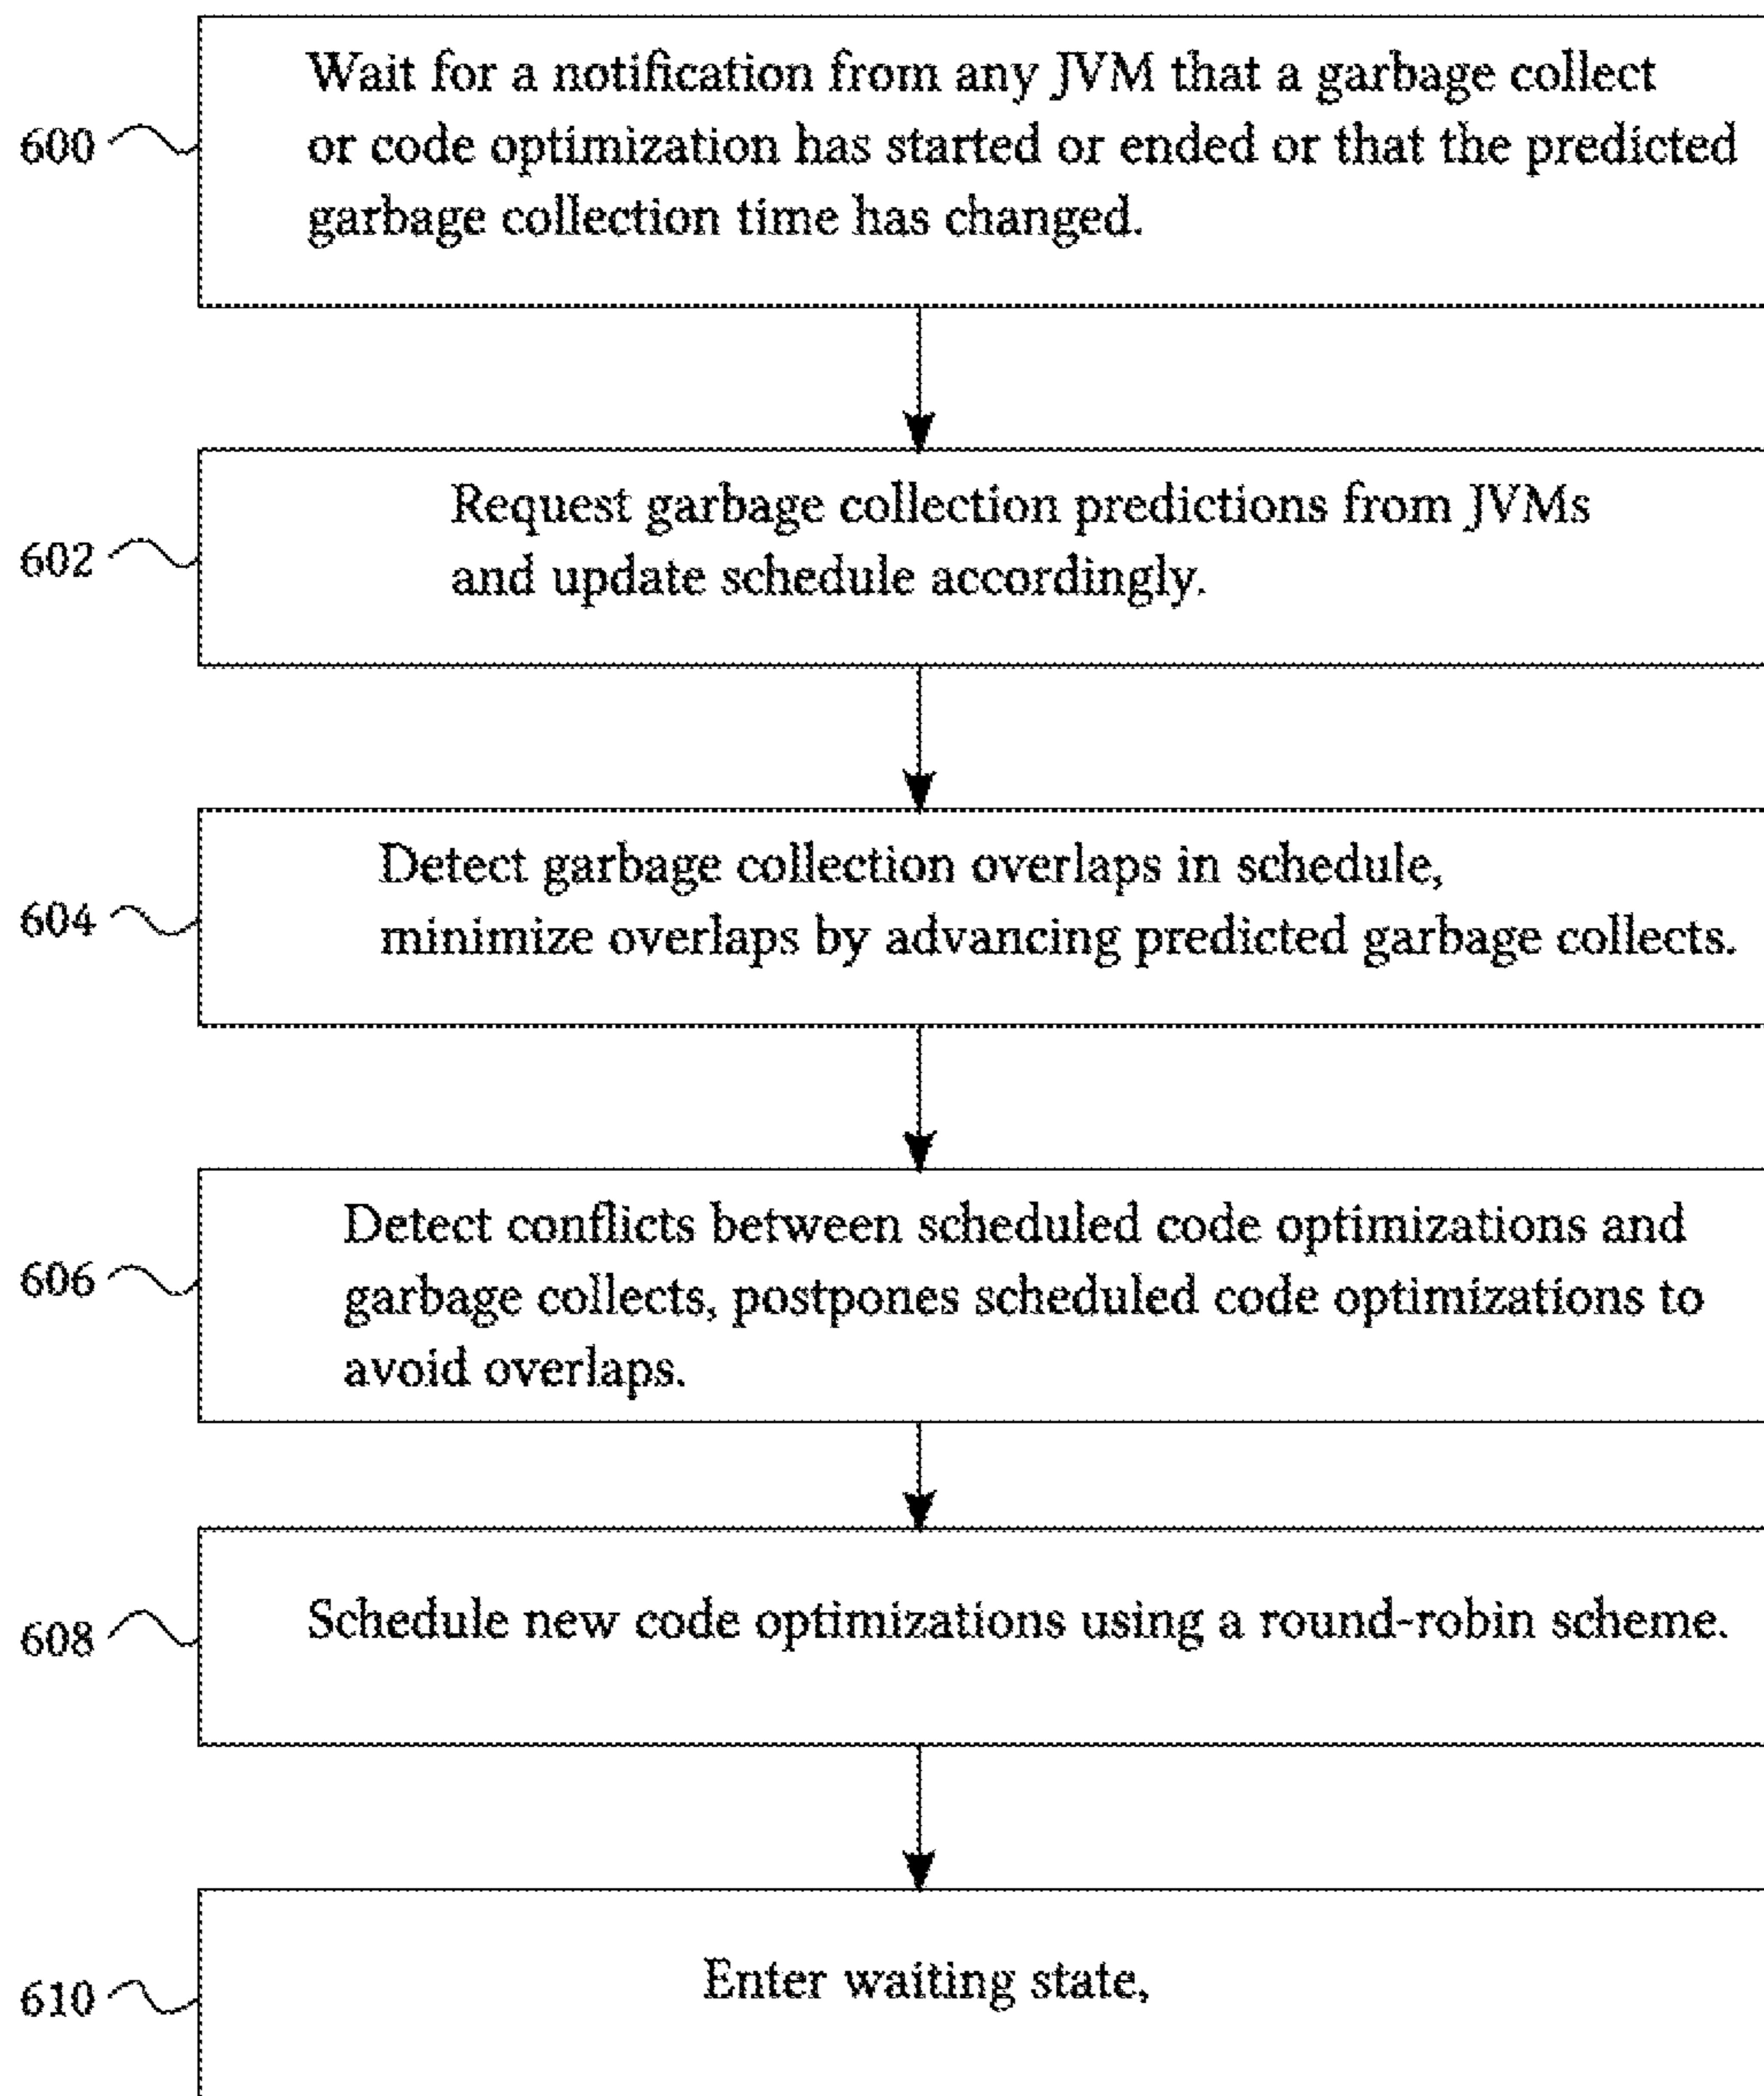 Wait for a notification from any JVM that a garbage collect
600
or code optimization has started or ended or that the predicted
garbage collection time has changed.
Request garbage collection predictions from JVMs
602
and update schedule accordingly.
Detect garbage collection overlaps in schedule,
604
minimize overlaps by advancing predicted garbage collects.
Detect conflicts between scheduled code optimizations and
606
garbage collects, postpones scheduled code optimizations to
avoid overlaps.
608
Schedule new code optimizations using a round-robin scheme.
610
Enter waiting state,